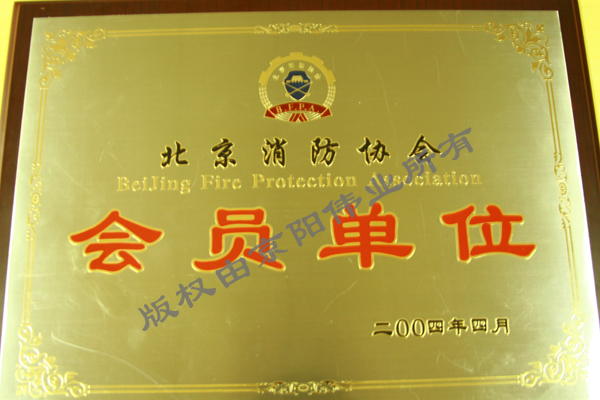 B.F.P.A.
北京消防协会
BeiJing Fire Protection Association
会员单位
二00四年四月
版权由京阳伟业所有